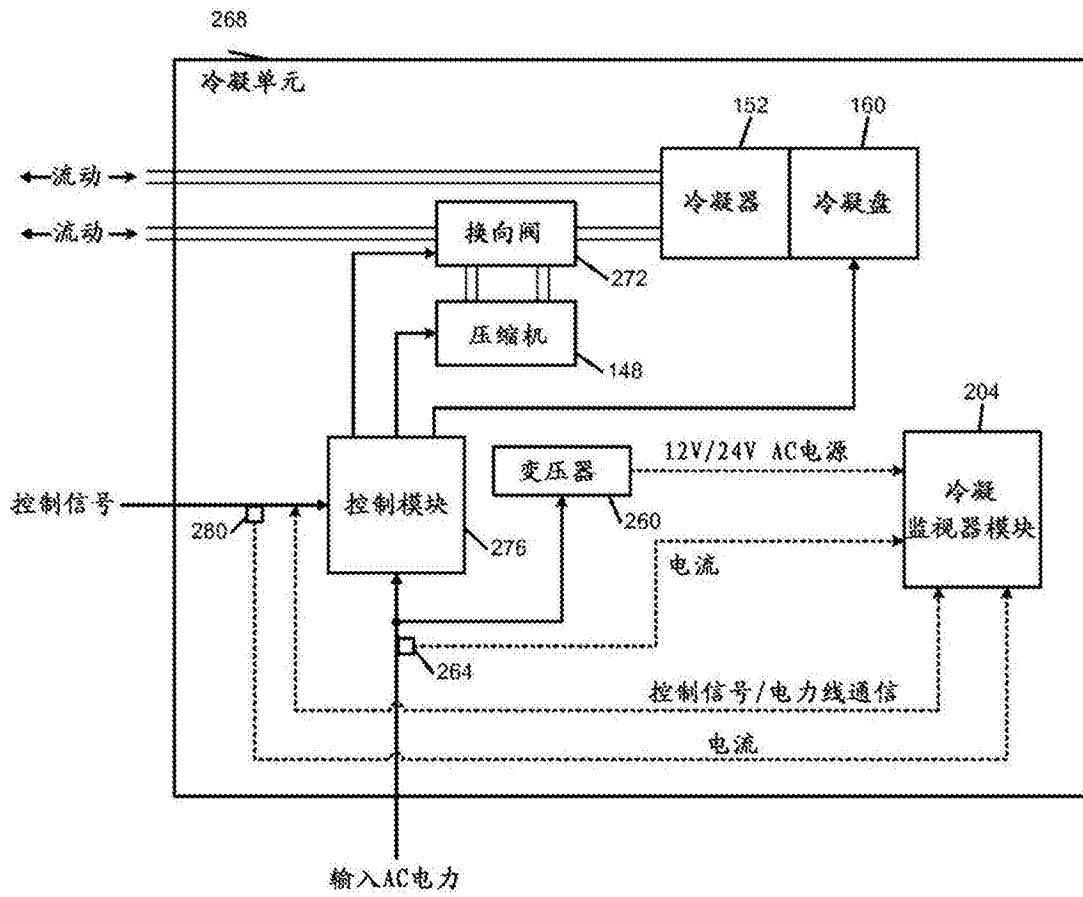 268
冷凝单元
152
160
流动
冷凝器
冷凝盘
流动
换向阀
272
压缩机
148
204
12V/24V AC电源
变压器
控制信号
控制模块
冷凝
监视器模块
280
276
260
电流
264
控制信号/电力线通信
电流
输入AC电力